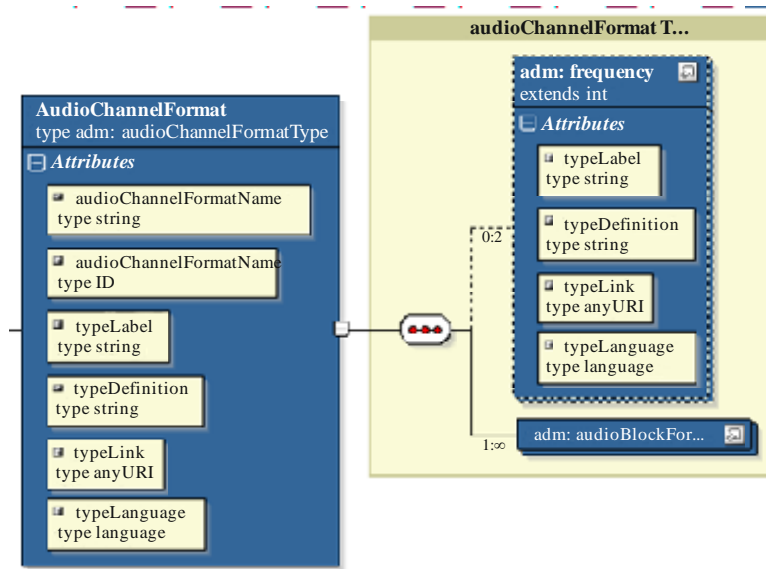 audioChannelFormat T...
adm: frequency
extends int
Attributes
typeLabel
type string
typeDefinition
type string
typeLink
type anyURI
typeLanguage
type language
0:2
1:∞
adm: audioBlockFor...
AudioChannelFormat
type adm: audioChannelFormatType
Attributes
audioChannelFormatName
type string
audioChannelFormatName
type ID
typeLabel
type string
typeDefinition
type string
typeLink
type anyURI
typeLanguage
type language